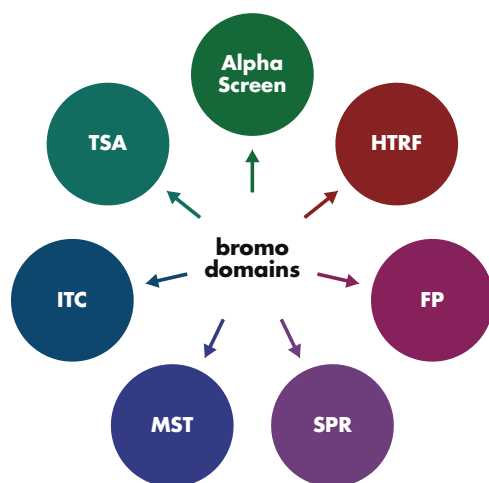 Alpha
Screen
TSA
HTRF
bromo
domains
ITC
FP
MST
SPR